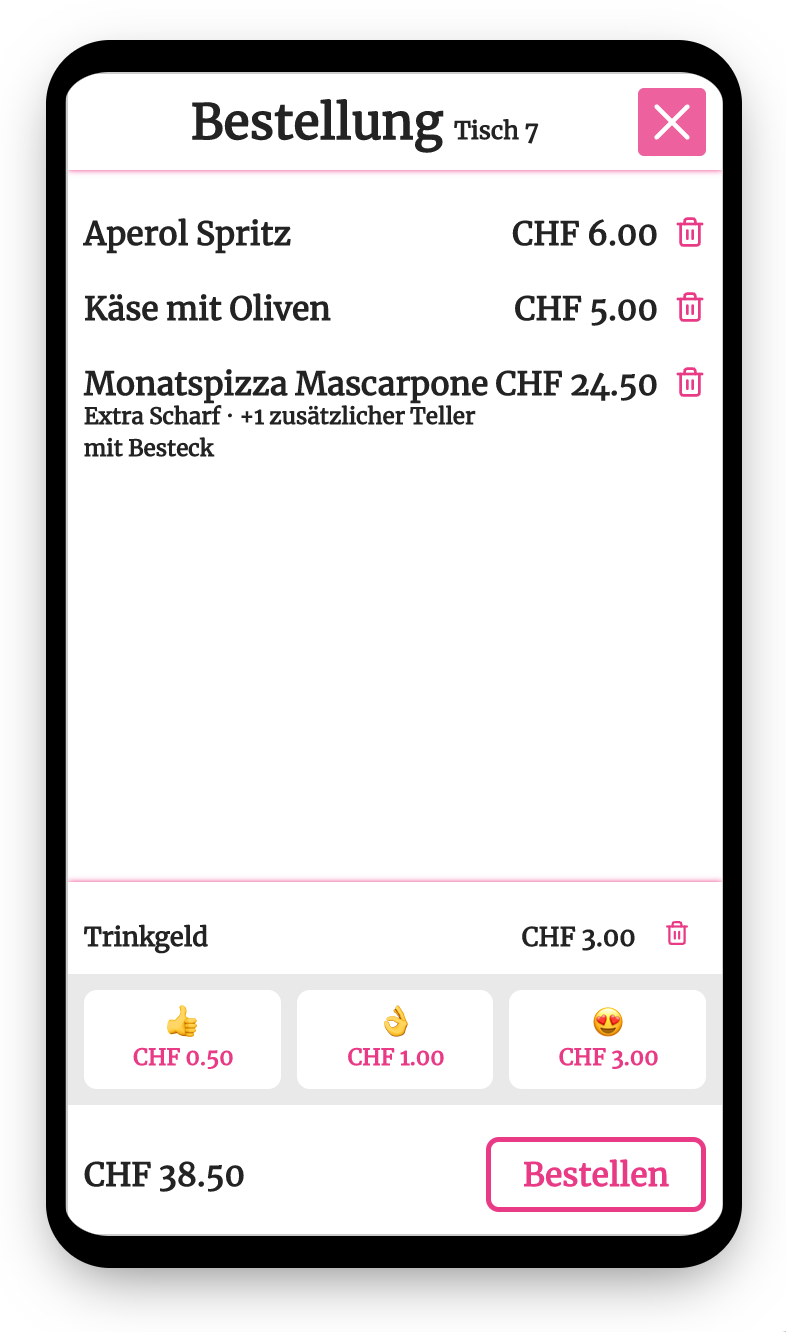 Bestellung Tisch 7
Aperol Spritz CHF 6.00
Käse mit Oliven CHF 5.00
Monatspizza Mascarpone CHF 24.50
Extra Scharf · +1 zusätzlicher Teller
mit Besteck
Trinkgeld CHF 3.00
CHF 0.50 CHF 1.00 CHF 3.00
CHF 38.50 Bestellen